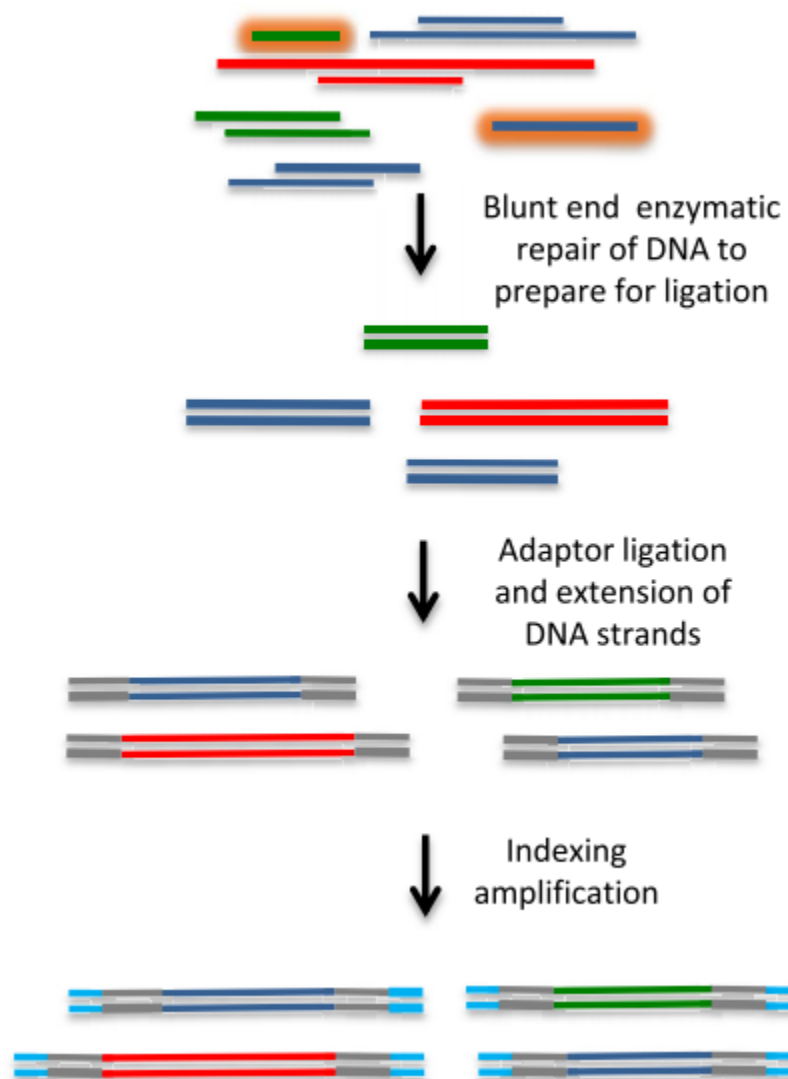 Blunt end enzymatic
repair of DNA to
prepare for ligation
Adaptor ligation
and extension of
DNA strands
Indexing
amplification